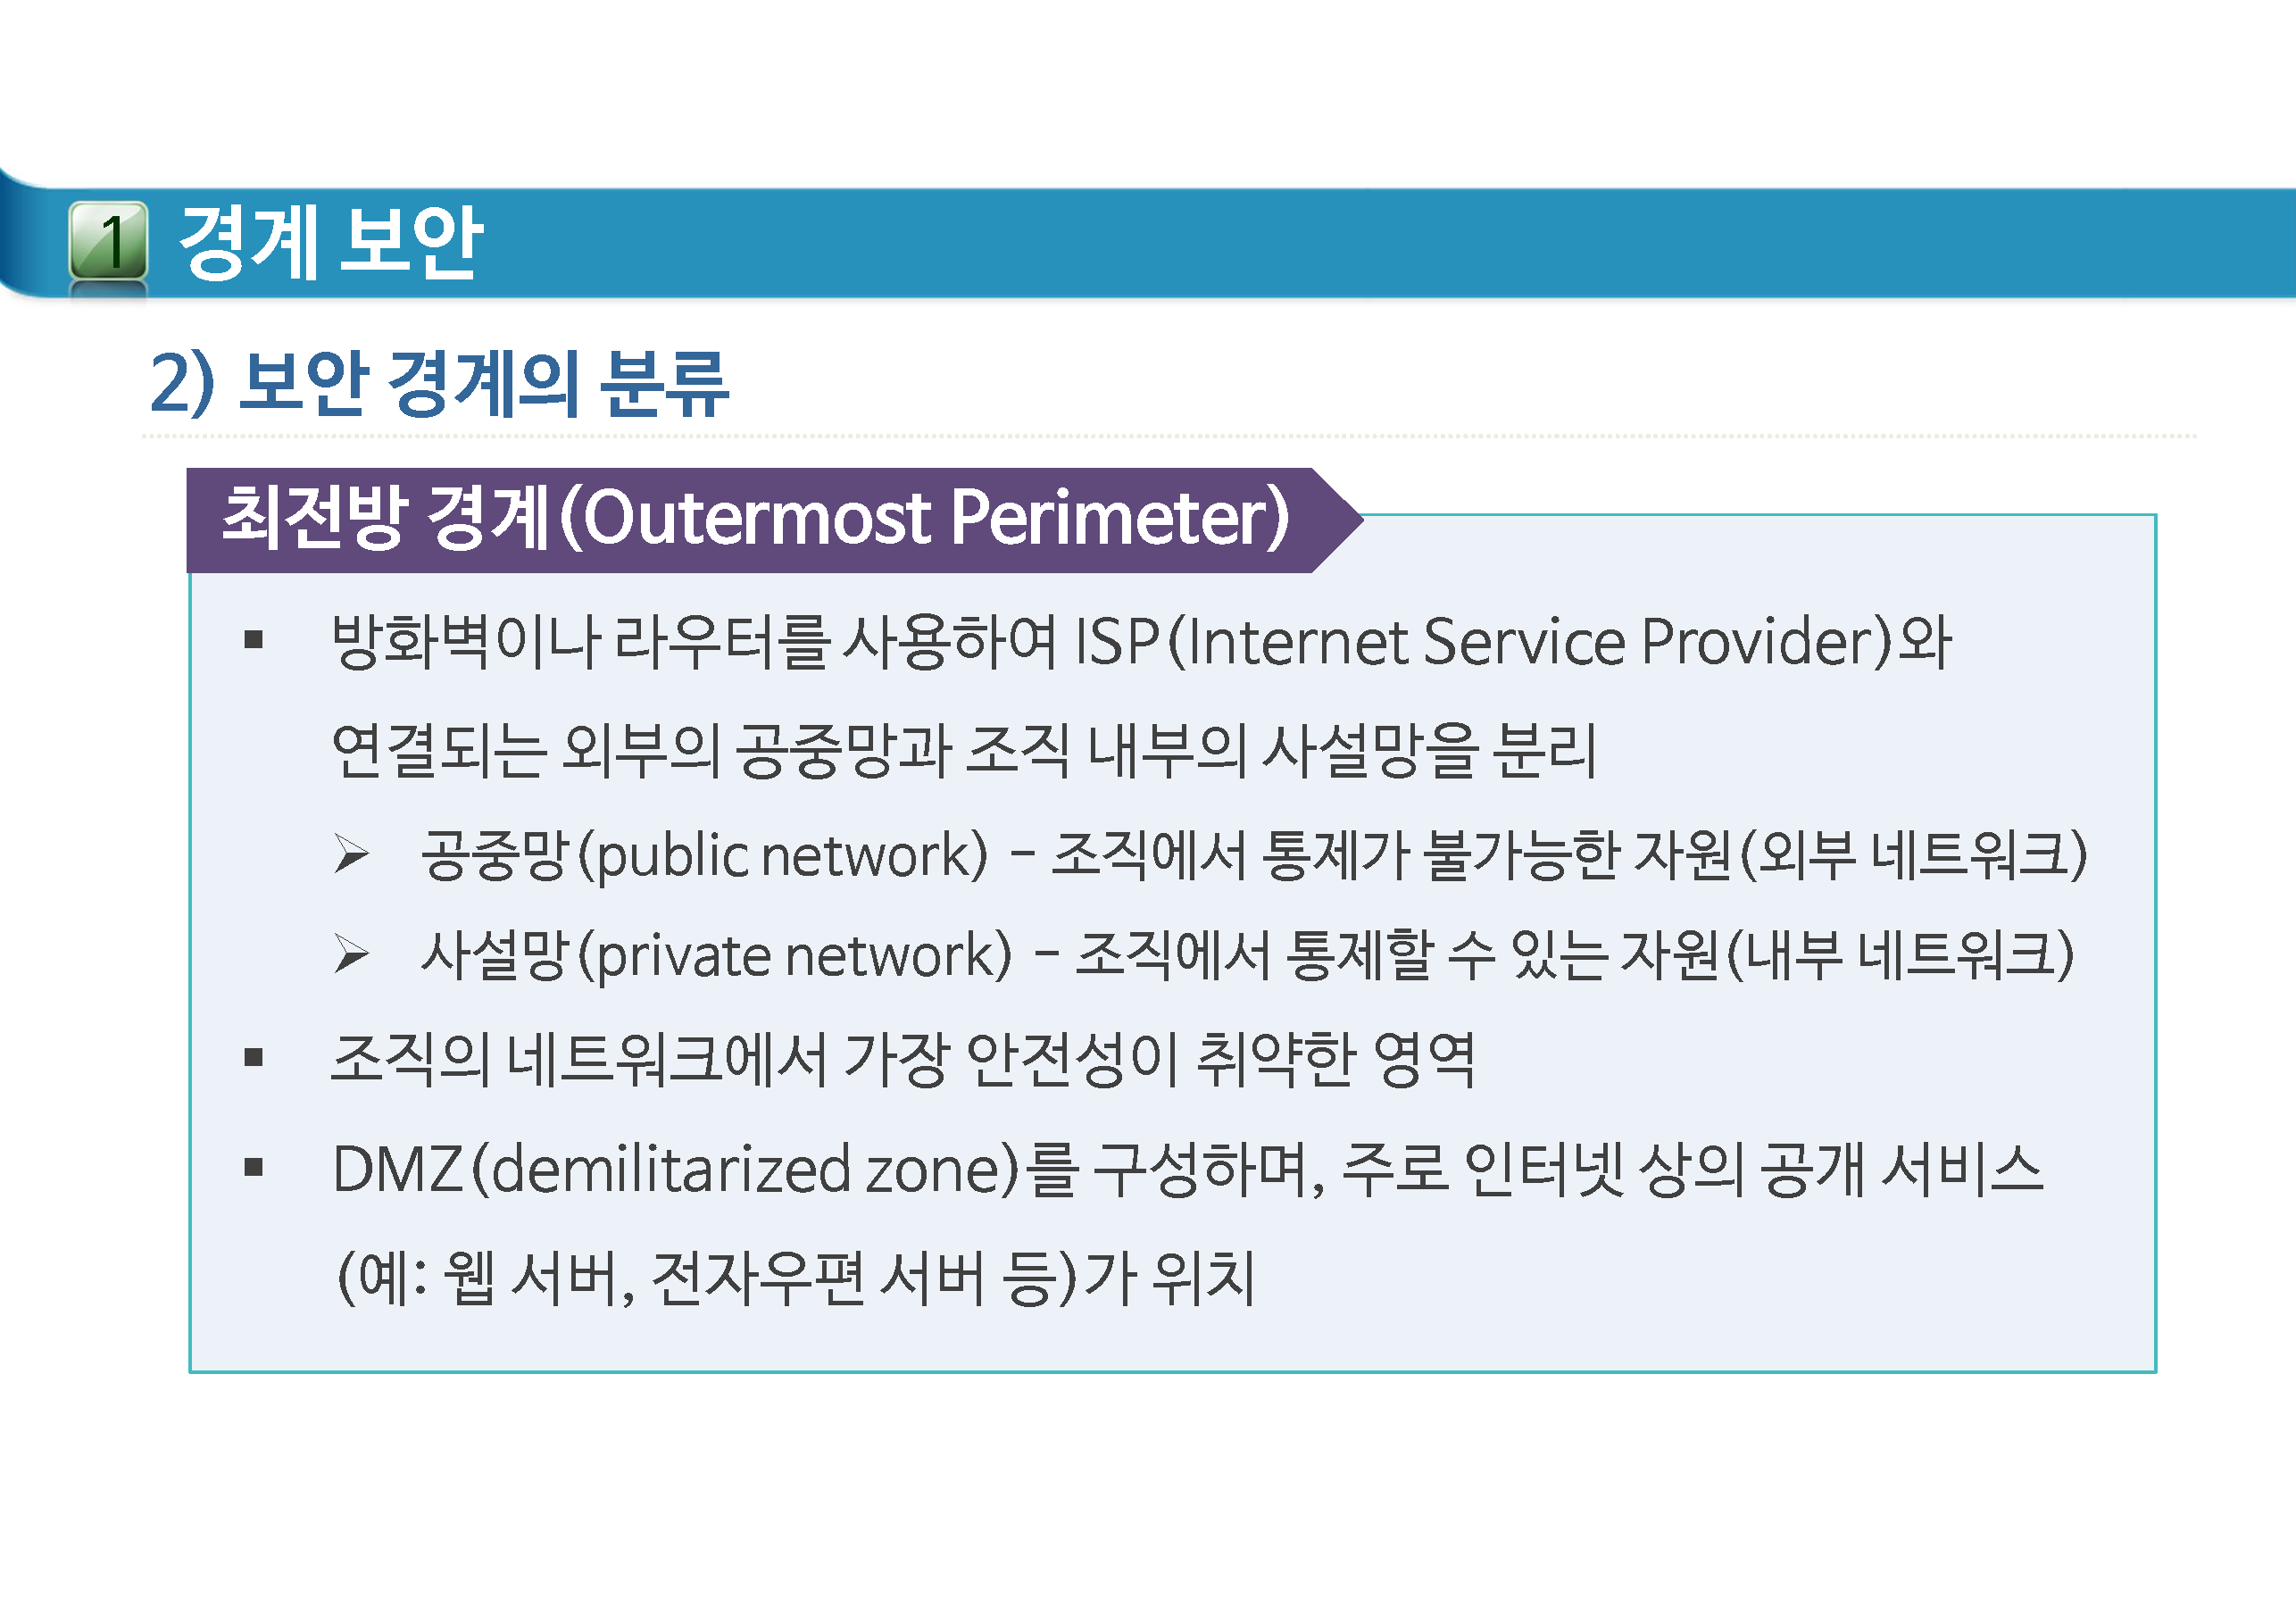 1 경계 보안
2) 보안 경계의 분류
최전방 경계(Outermost Perimeter)
▪ 방화벽이나 라우터를 사용하여 ISP(Internet Service Provider)와
연결되는 외부의 공중망과 조직 내부의 사설망을 분리
➢ 공중망(public network) - 조직에서 통제가 불가능한 자원(외부 네트워크)
➢ 사설망(private network) - 조직에서 통제할 수 있는 자원(내부 네트워크)
▪ 조직의 네트워크에서 가장 안전성이 취약한 영역
▪ DMZ(demilitarized zone)를 구성하며, 주로 인터넷 상의 공개 서비스
(예: 웹 서버, 전자우편 서버 등)가 위치